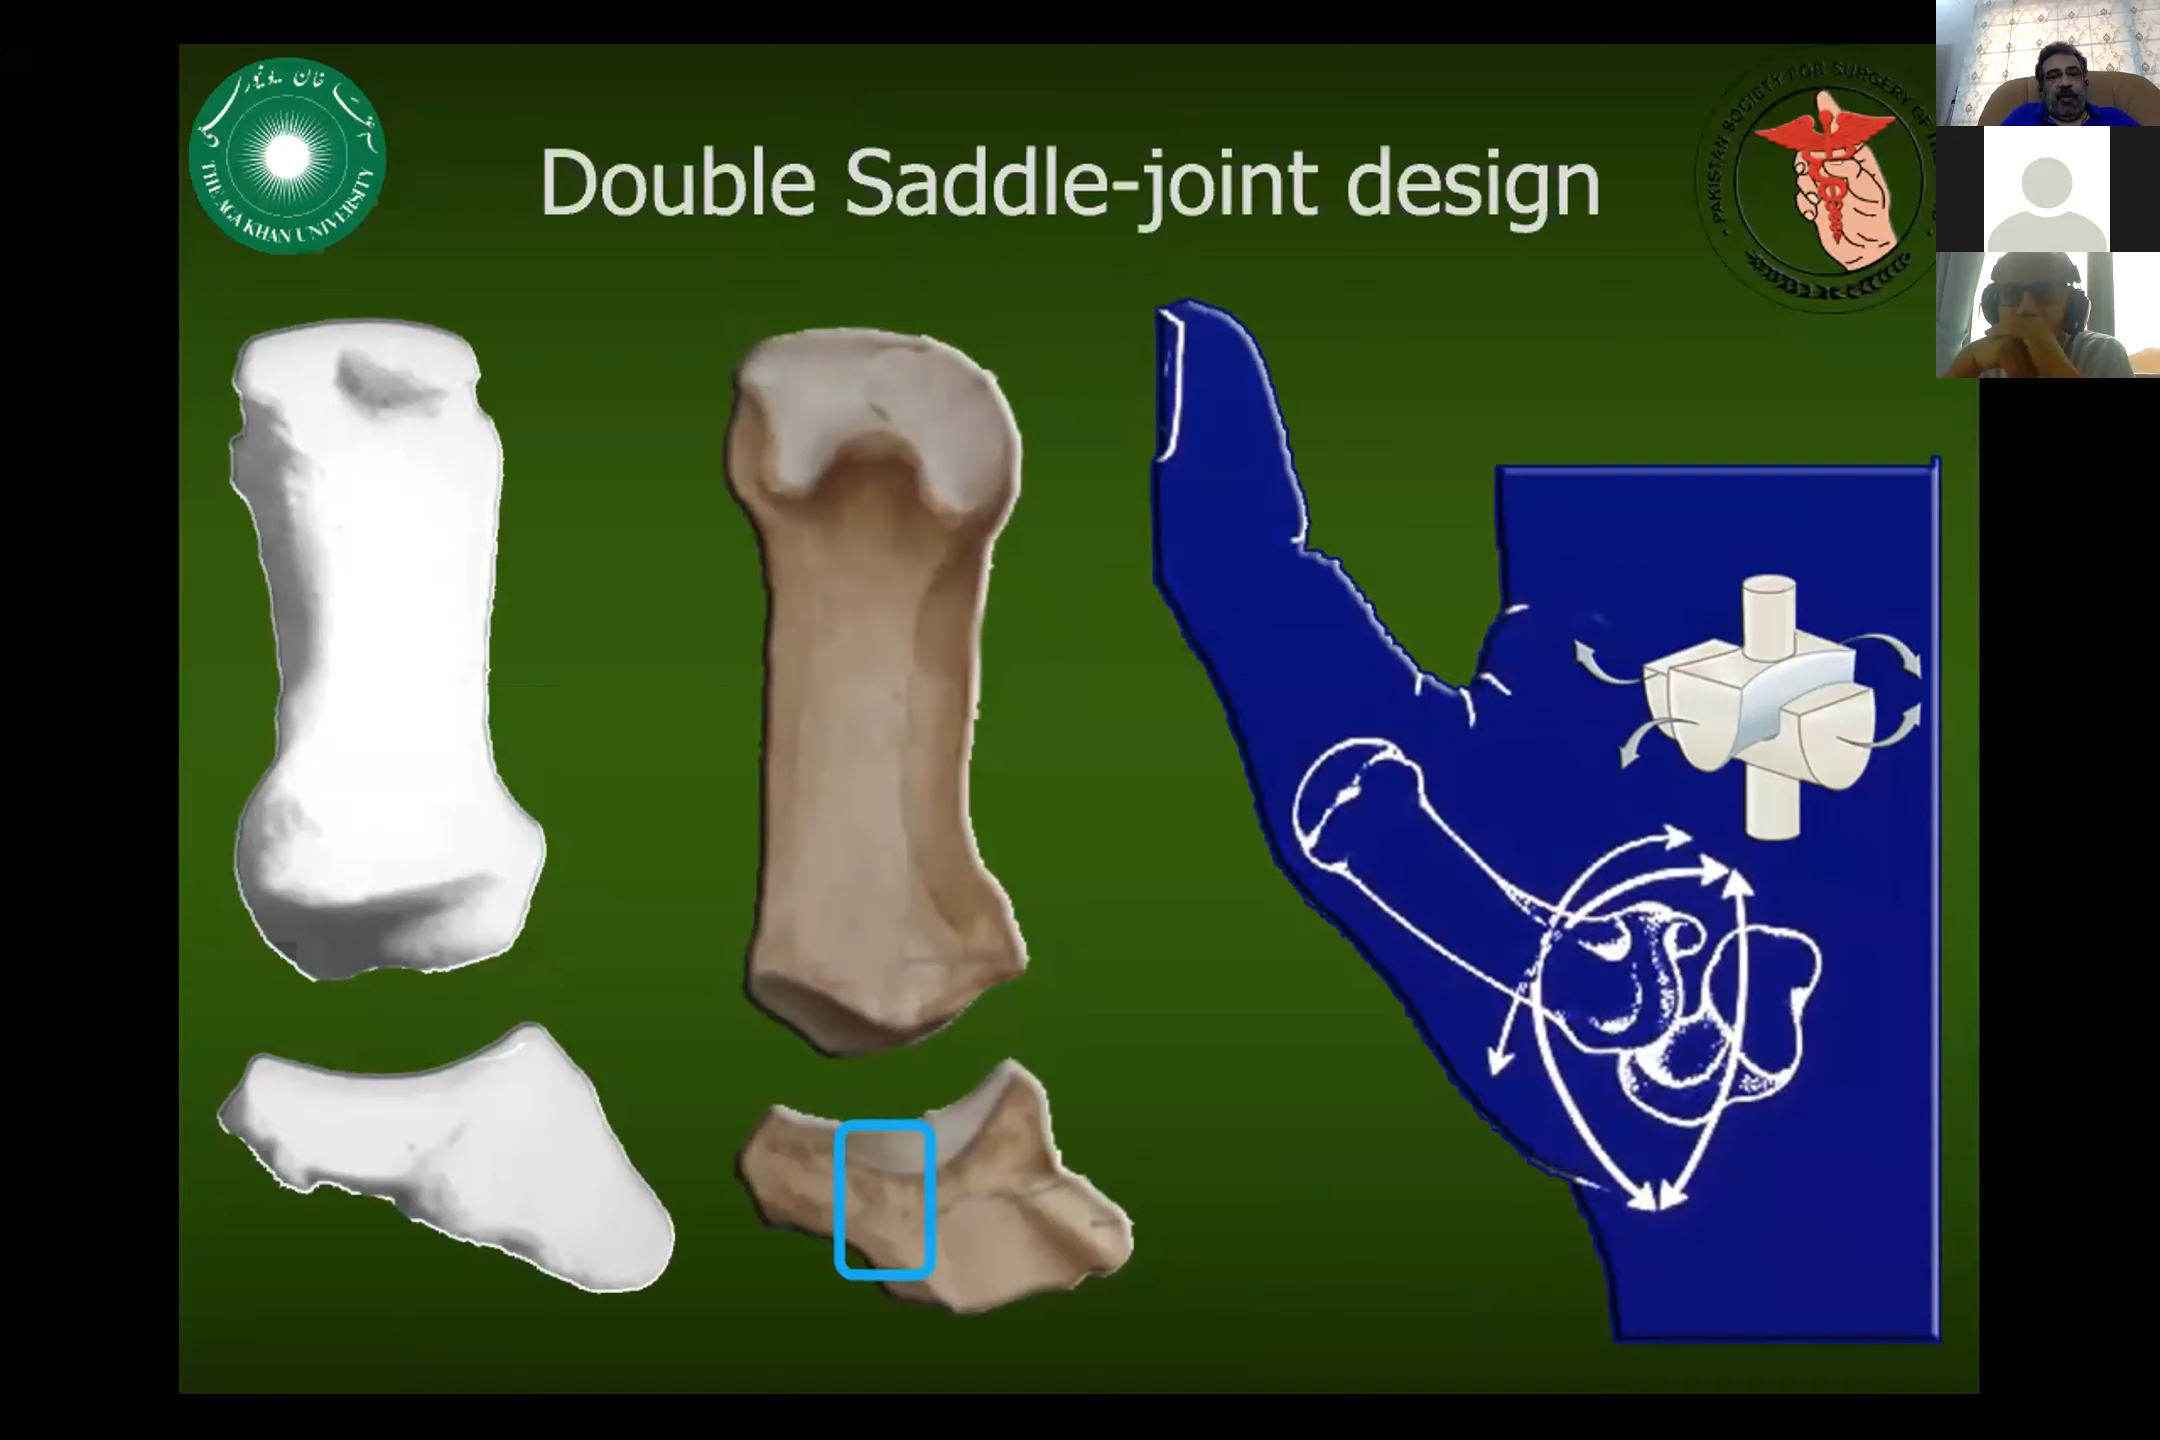 Double Saddle-joint design
THE AGA KHAN UNIVERSITY
PAKISTAN SOCIETY FOR SURGERY OF